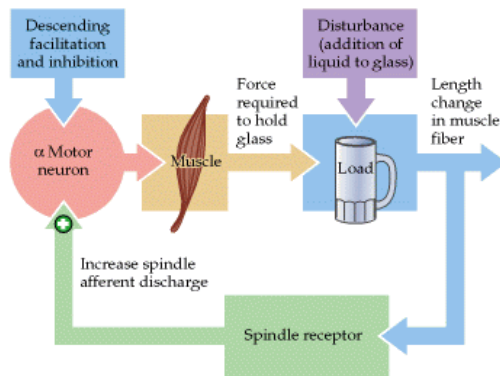 Descending
facilitation
and inhibition
Disturbance
(addition of
liquid to glass)
Force
required
to hold
glass
Length
change
in muscle
fiber
α Motor
neuron
Muscle
Load
Increase spindle
afferent discharge
Spindle receptor